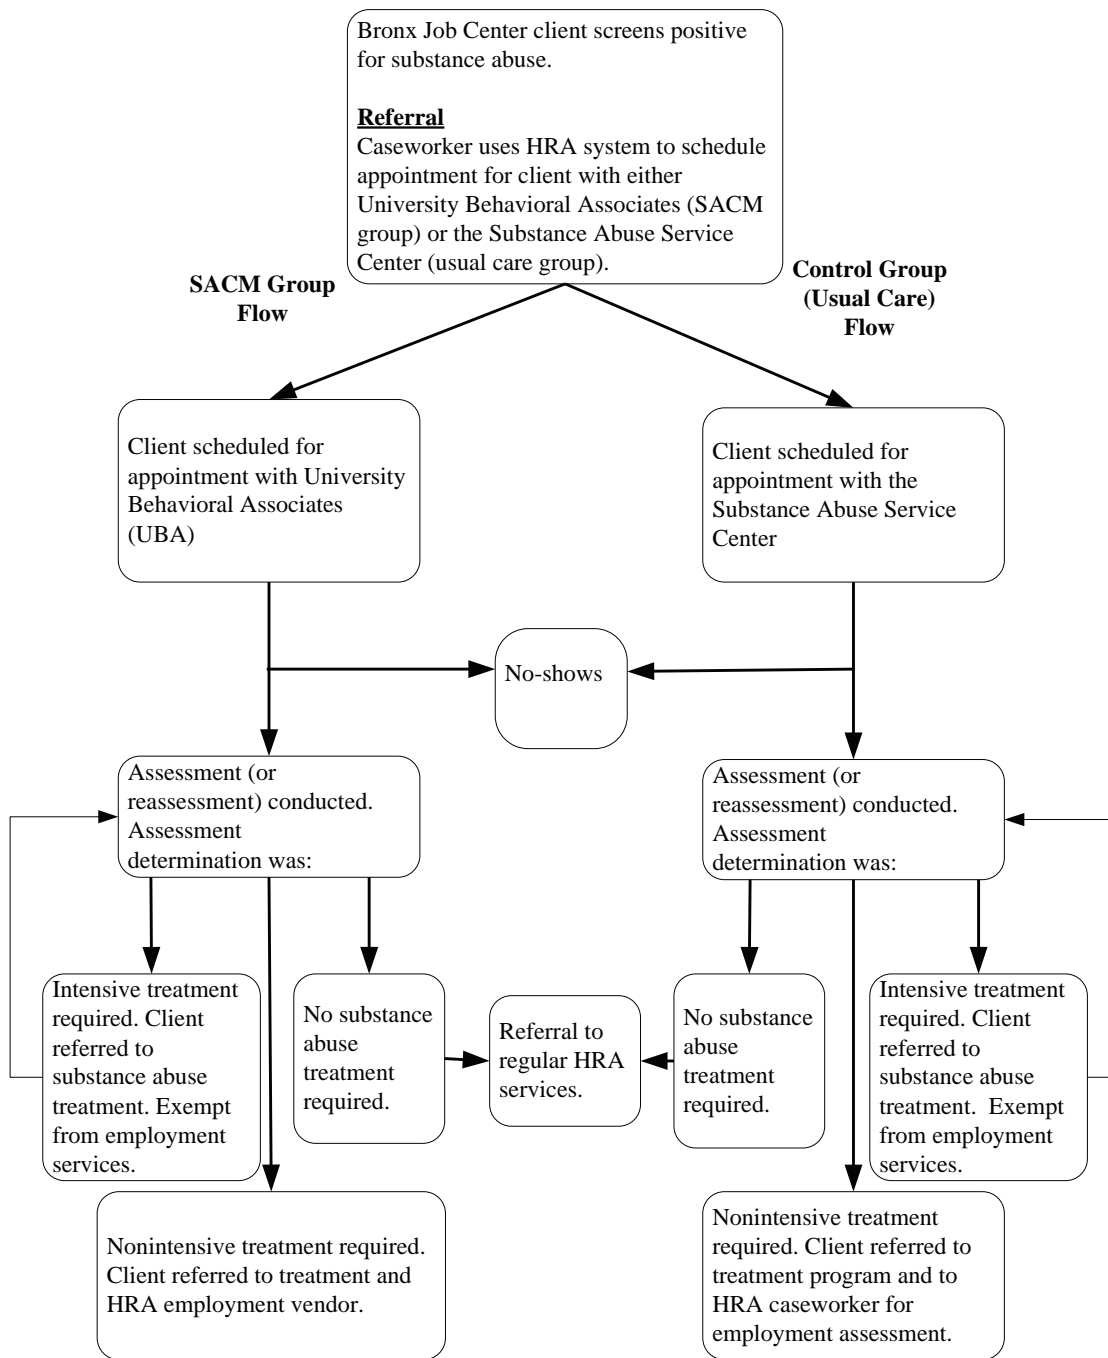 Bronx Job Center client screens positive
for substance abuse.
Referral
Caseworker uses HRA system to schedule
appointment for client with either
University Behavioral Associates (SACM
group) or the Substance Abuse Service
Center (usual care group).
SACM Group
Flow
Control Group
(Usual Care)
Flow
Client scheduled for
appointment with University
Behavioral Associates
(UBA)
Client scheduled for
appointment with the
Substance Abuse Service
Center
No-shows
Assessment (or
reassessment) conducted.
Assessment
determination was:
Assessment (or
reassessment) conducted.
Assessment
determination was:
Intensive treatment
required. Client
referred to
substance abuse
treatment. Exempt
from employment
services.
No substance
abuse
treatment
required.
Referral to
regular HRA
services.
No substance
abuse
treatment
required.
Intensive treatment
required. Client
referred to
substance abuse
treatment.  Exempt
from employment
services.
Nonintensive treatment required.
Client referred to treatment and
HRA employment vendor.
Nonintensive treatment
required. Client referred to
treatment program and to
HRA caseworker for
employment assessment.